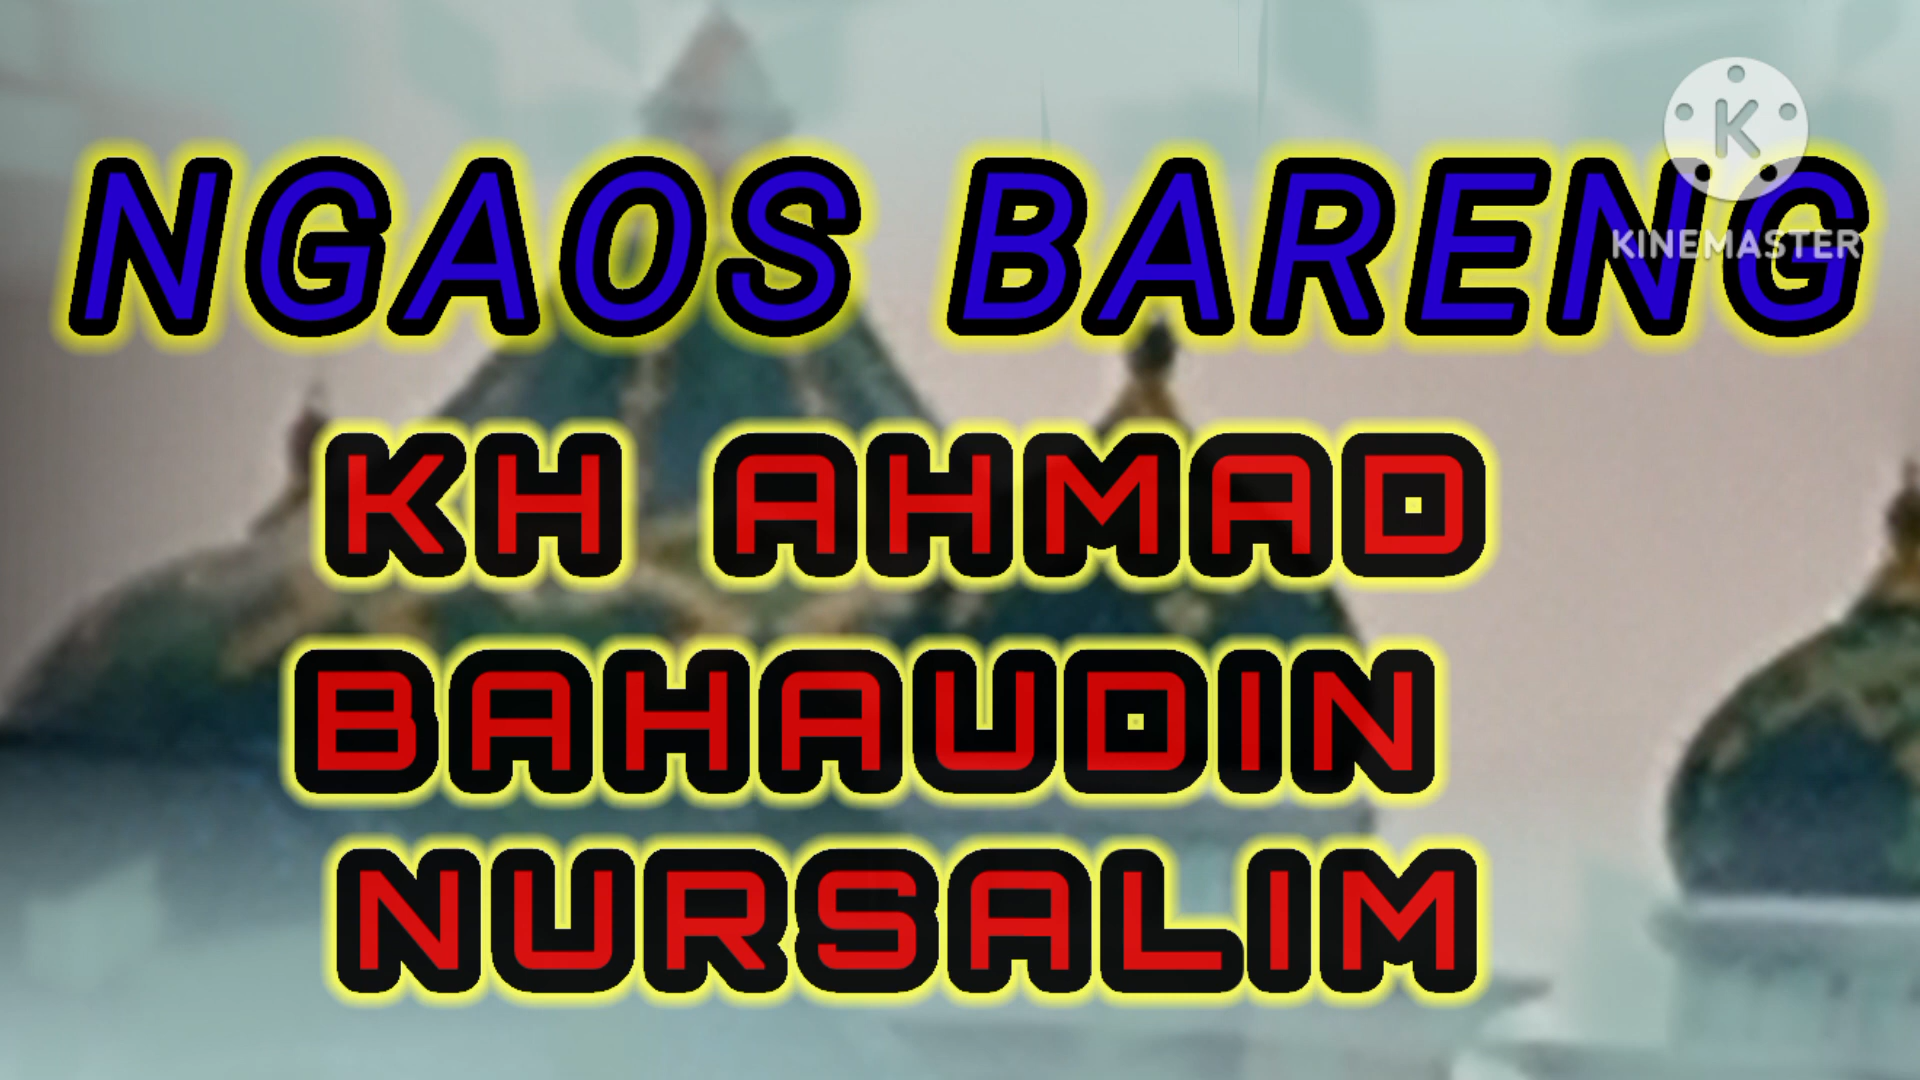 NGAOS BARENG
KINEMASTER
KH AHMAD
BAHAUDIN
NURSALIM